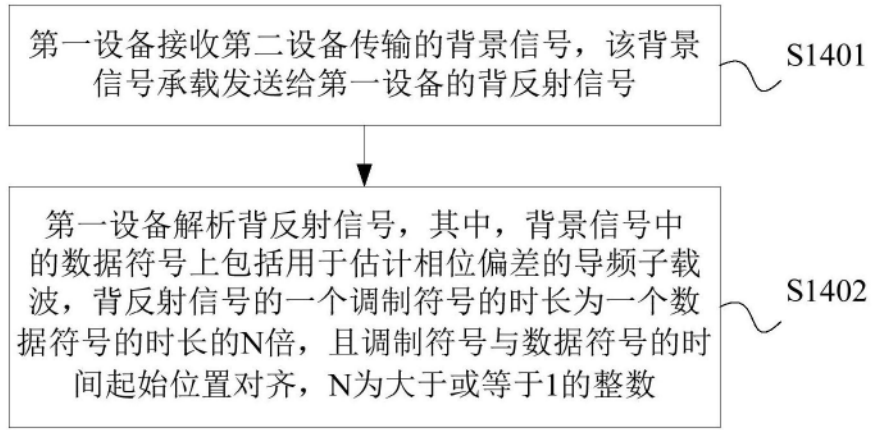 第一设备接收第二设备传输的背景信号，该背景
信号承载发送给第一设备的背反射信号
S1401
第一设备解析背反射信号，其中，背景信号中
的数据符号上包括用于估计相位偏差的导频子载
波，背反射信号的一个调制符号的时长为一个数
据符号的时长的N倍，且调制符号与数据符号的时
间起始位置对齐，N为大于或等于1的整数
S1402